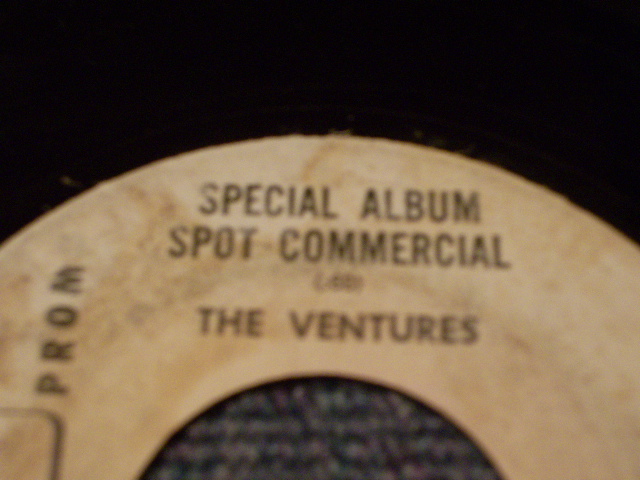 SPECIAL ALBUM
SPOT COMMERCIAL
THE VENTURES
PROM